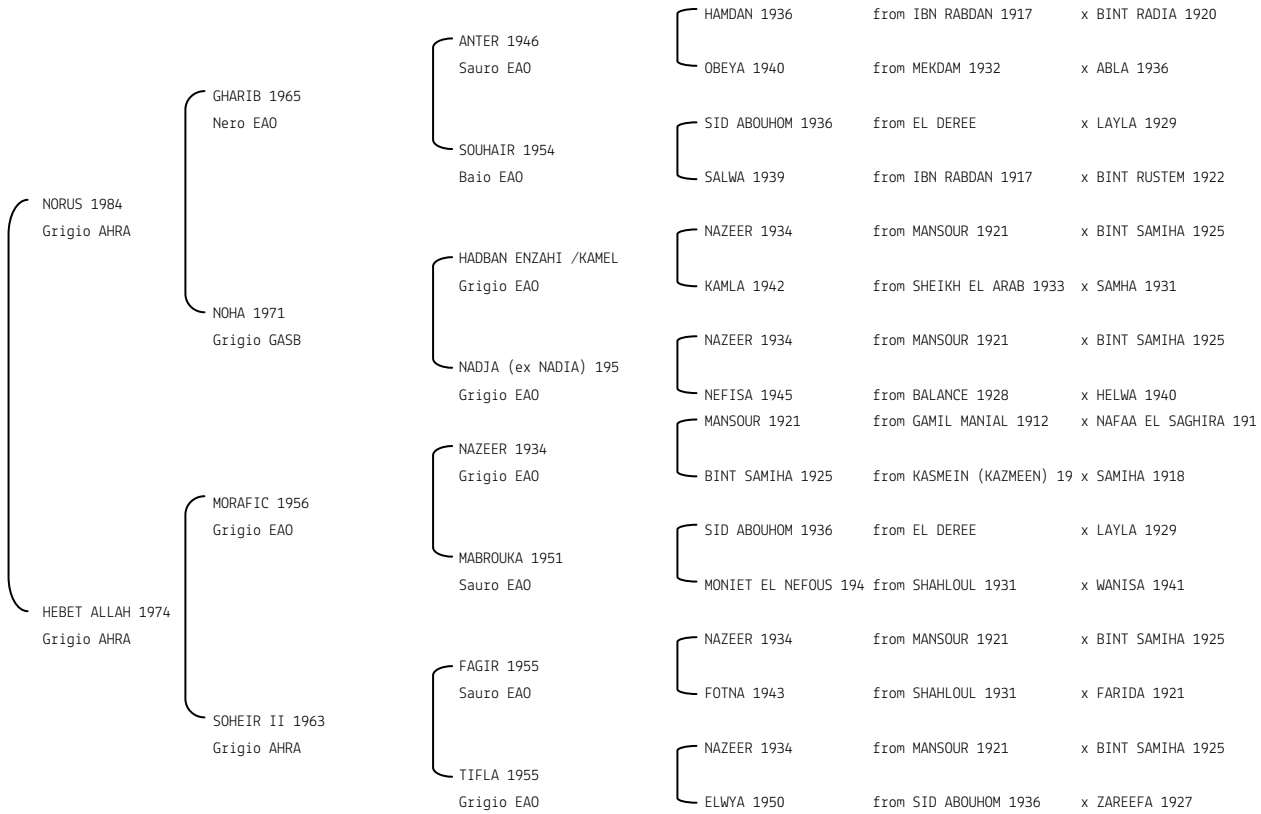 HAMDAN 1936 from IBN RABDAN 1917 x BINT RADIA 1920
ANTER 1946
Sauro EAO
OBEYA 1940 from MEKDAM 1932 x ABLA 1936
GHARIB 1965
Nero EAO
SID ABOUHOM 1936 from EL DEREE x LAYLA 1929
SOUHAIR 1954
Baio EAO
SALWA 1939 from IBN RABDAN 1917 x BINT RUSTEM 1922
NORUS 1984
Grigio AHRA
NAZEER 1934 from MANSOUR 1921 x BINT SAMIHA 1925
HADBAN ENZAHI /KAMEL
Grigio EAO
KAMLA 1942 from SHEIKH EL ARAB 1933 x SAMHA 1931
NOHA 1971
Grigio GASB
NAZEER 1934 from MANSOUR 1921 x BINT SAMIHA 1925
NADJA (ex NADIA) 195
Grigio EAO
NEFISA 1945 from BALANCE 1928 x HELWA 1940
MANSOUR 1921 from GAMIL MANIAL 1912 x NAFAA EL SAGHIRA 191
NAZEER 1934
Grigio EAO
BINT SAMIHA 1925 from KASMEIN (KAZMEEN) 19 x SAMIHA 1918
MORAFIC 1956
Grigio EAO
SID ABOUHOM 1936 from EL DEREE x LAYLA 1929
MABROUKA 1951
Sauro EAO
MONIET EL NEFOUS 194 from SHAHLOUL 1931 x WANISA 1941
HEBET ALLAH 1974
Grigio AHRA
NAZEER 1934 from MANSOUR 1921 x BINT SAMIHA 1925
FAGIR 1955
Sauro EAO
FOTNA 1943 from SHAHLOUL 1931 x FARIDA 1921
SOHEIR II 1963
Grigio AHRA
NAZEER 1934 from MANSOUR 1921 x BINT SAMIHA 1925
TIFLA 1955
Grigio EAO
ELWYA 1950 from SID ABOUHOM 1936 x ZAREEFA 1927